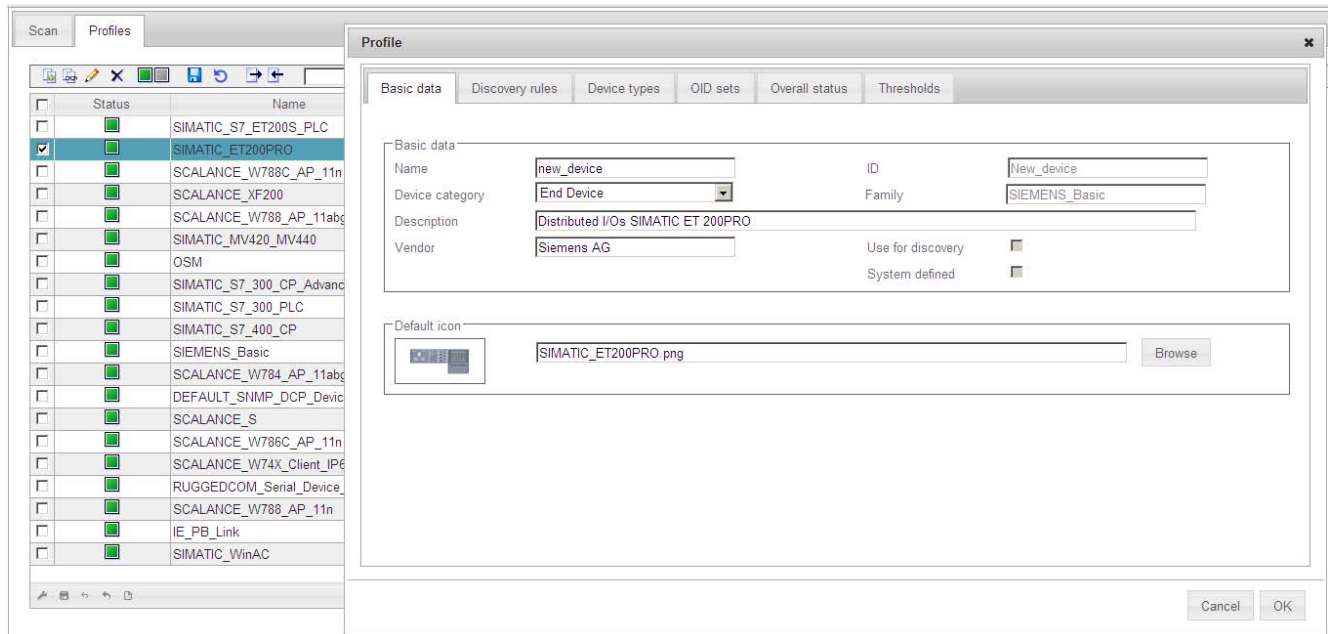 Scan Profiles
Status Name
SIMATIC_S7_ET200S_PLC
SIMATIC_ET200PRO
SCALANCE_W788C_AP_11n
SCALANCE_XF200
SCALANCE_W788_AP_11abg
SIMATIC_MV420_MV440
OSM
SIMATIC_S7_300_CP_Advanc
SIMATIC_S7_300_PLC
SIMATIC_S7_400_CP
SIEMENS_Basic
SCALANCE_W784_AP_11abg
DEFAULT_SNMP_DCP_Devic
SCALANCE_S
SCALANCE_W786C_AP_11n
SCALANCE_W74X_Client_IP6
RUGGEDCOM_Serial_Device_
SCALANCE_W788_AP_11n
IE_PB_Link
SIMATIC_WinAC
Profile
Basic data Discovery rules Device types OID sets Overall status Thresholds
Basic data
Name new_device ID New_device
Device category End Device Family SIEMENS_Basic
Description Distributed I/Os SIMATIC ET 200PRO
Vendor Siemens AG Use for discovery
System defined
Default icon
SIMATIC_ET200PRO.png Browse
Cancel OK